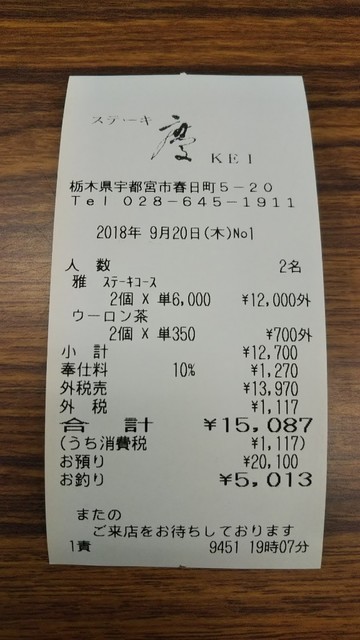 ステーキ 慶 KEI
栃木県宇都宮市春日町5－20
Tel 028－645－1911
2018年 9月20日(木)No1
人 数 2名
雅 ステーキコース
2個 X 単6,000 ¥12,000外
ウーロン茶
2個 X 単350 ¥700外
小 計 ¥12,700
奉仕料 10% ¥1,270
外税売 ¥13,970
外 税 ¥1,117
合 計 ¥15,087
(うち消費税 ¥1,117)
お預り ¥20,100
お釣り ¥5,013
またの
ご来店をお待ちしております
1責 9451 19時07分